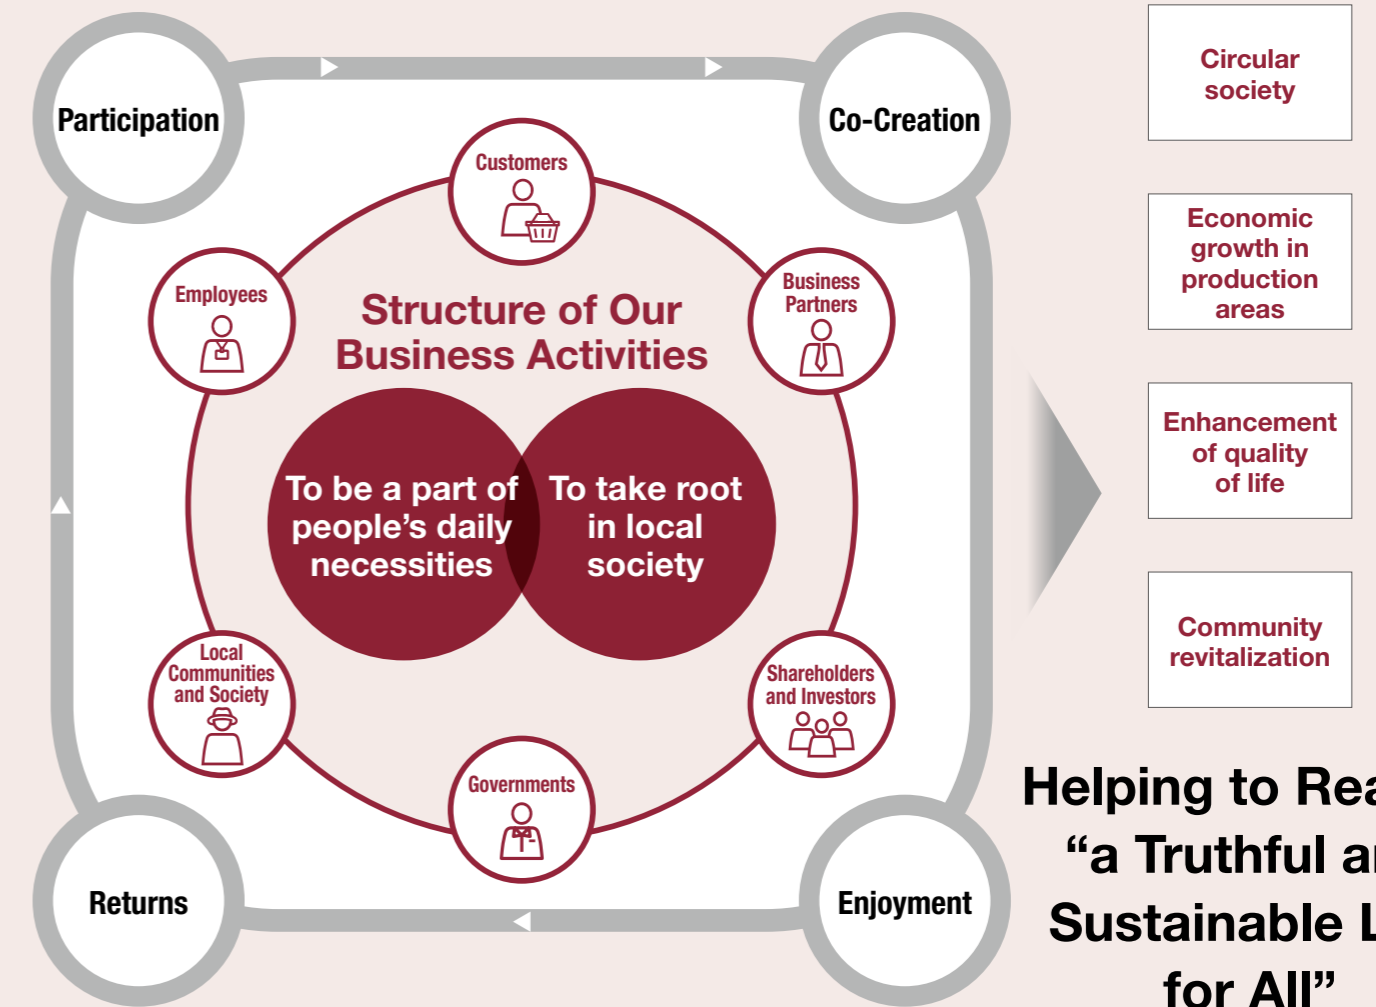 Participation
Co-Creation
Customers
Employees
Business
Partners
Structure of Our
Business Activities
To be a part of
people’s daily
necessities
To take root
in local
society
Local
Communities
and Society
Shareholders
and Investors
Governments
Returns
Enjoyment
Circular
society
Economic
growth in
production
areas
Enhancement
of quality
of life
Community
revitalization
Helping to
“a Truthful
Sustainable
for All”